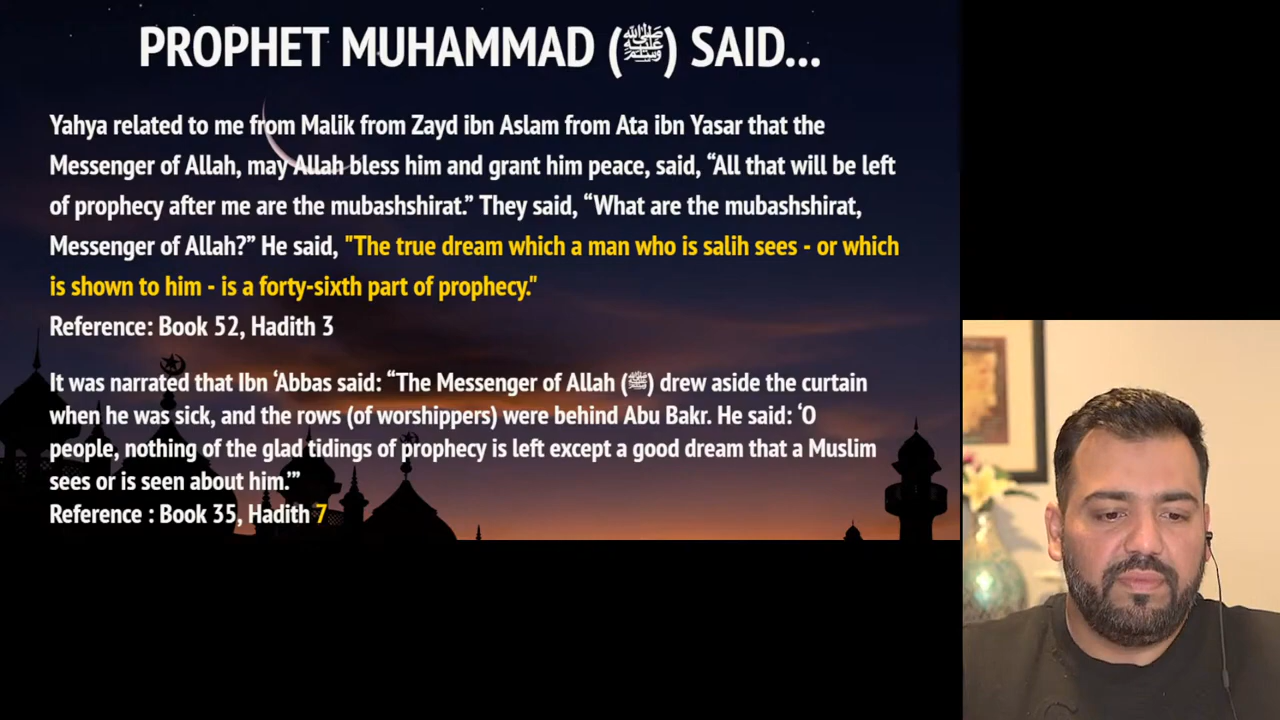 PROPHET MUHAMMAD (ﷺ) SAID...
Yahya related to me from Malik from Zayd ibn Aslam from Ata ibn Yasar that the
Messenger of Allah, may Allah bless him and grant him peace, said, “All that will be left
of prophecy after me are the mubashshirat.” They said, “What are the mubashshirat,
Messenger of Allah?” He said, "The true dream which a man who is salih sees - or which
is shown to him - is a forty-sixth part of prophecy."
Reference: Book 52, Hadith 3
It was narrated that Ibn ‘Abbas said: “The Messenger of Allah (ﷺ) drew aside the curtain
when he was sick, and the rows (of worshippers) were behind Abu Bakr. He said: ‘O
people, nothing of the glad tidings of prophecy is left except a good dream that a Muslim
sees or is seen about him.’”
Reference : Book 35, Hadith 7